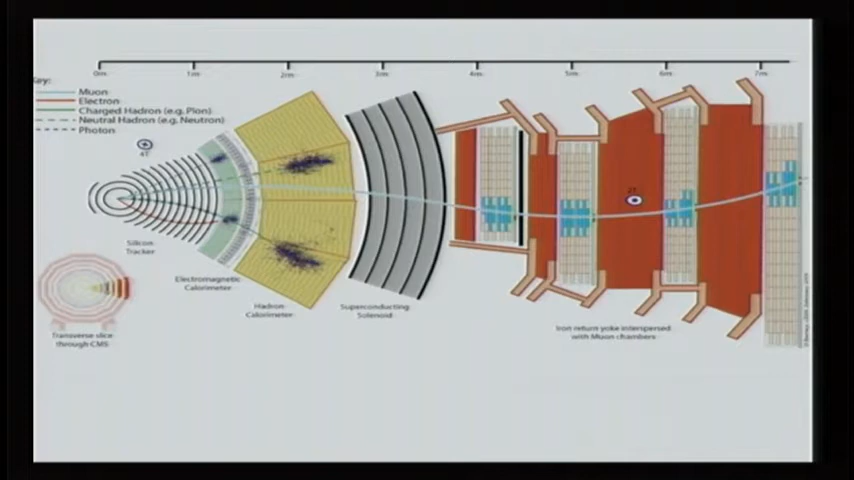 0m 1m 2m 3m 4m 5m 6m 7m
Key:
Muon
Electron
Charged Hadron (e.g. Pion)
Neutral Hadron (e.g. Neutron)
Photon
4T
2T
Silicon
Tracker
Electromagnetic
Calorimeter
Hadron
Calorimeter
Superconducting
Solenoid
Iron return yoke interspersed
with Muon chambers
Transverse slice
through CMS